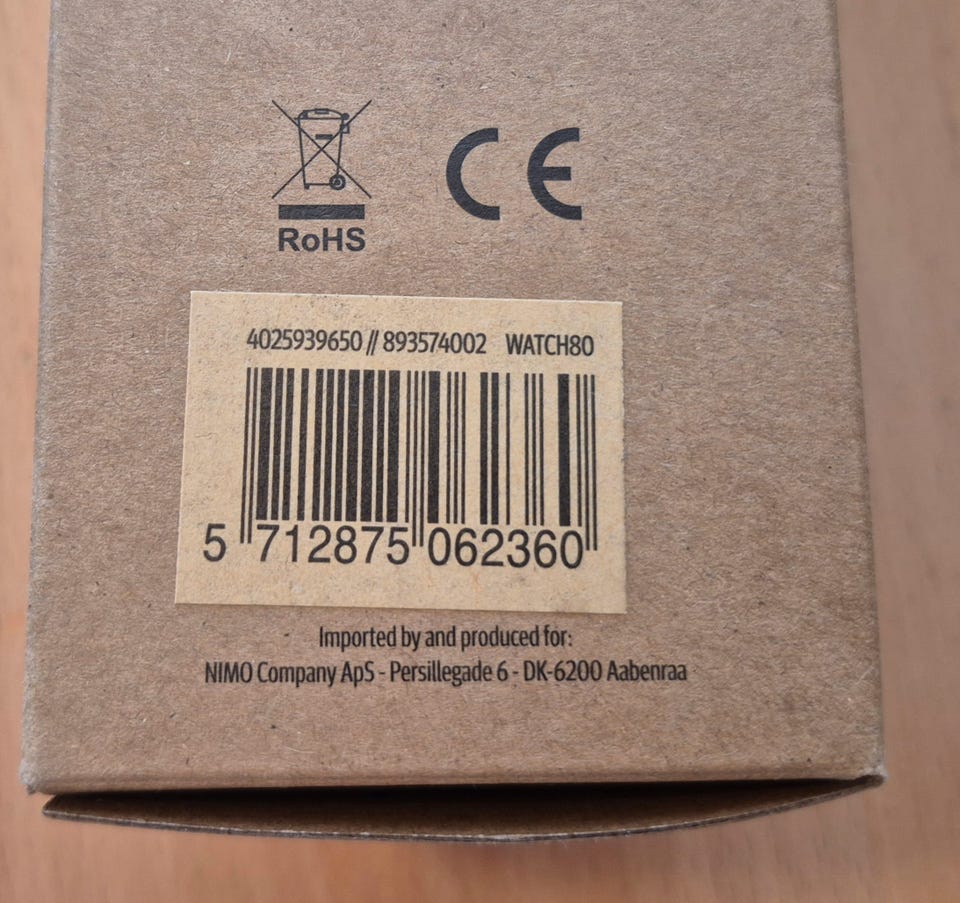 RoHS
CE
4025939650 // 893574002 WATCH80
5 712875 062360
Imported by and produced for:
NIMO Company ApS - Persillegade 6 - DK-6200 Aabenraa